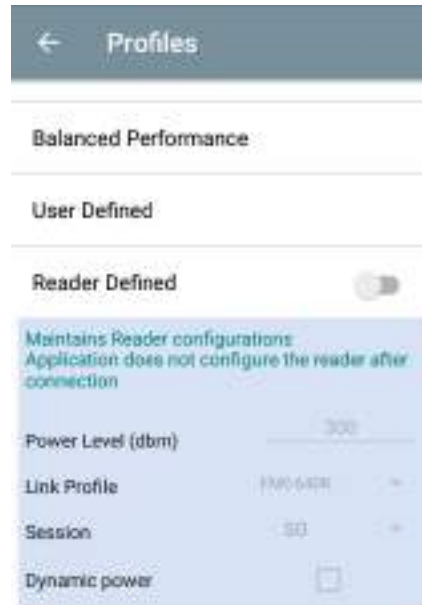 Profiles
Balanced Performance
User Defined
Reader Defined
Maintains Reader configurations
Application does not configure the reader after
connection
Power Level (dbm) 300
Link Profile
Session S0
Dynamic power